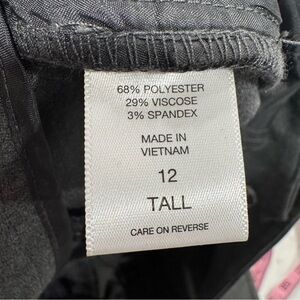 68% POLYESTER
29% VISCOSE
3% SPANDEX
MADE IN
VIETNAM
12
TALL
CARE ON REVERSE